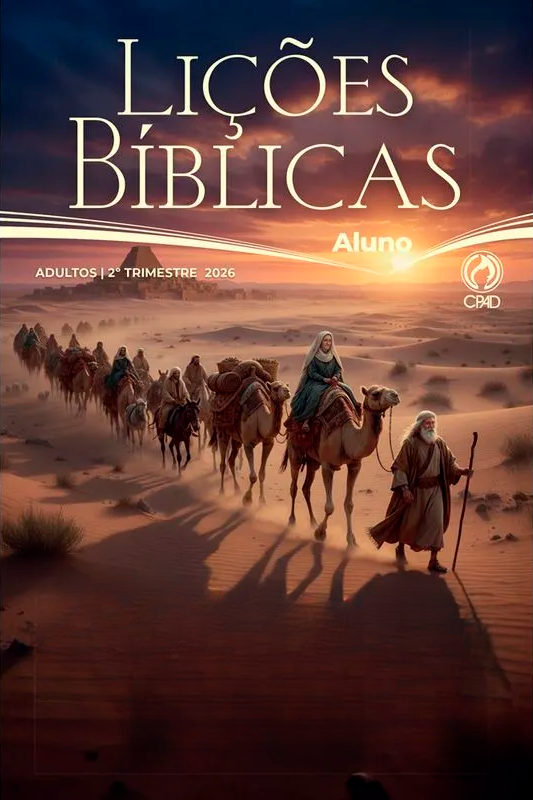 LIÇÕES
BÍBLICAS
Aluno
ADULTOS | 2º TRIMESTRE 2026
CPAD